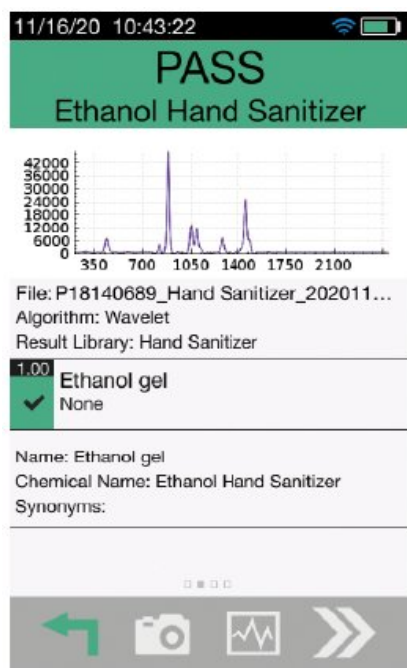 11/16/20 10:43:22
PASS
Ethanol Hand Sanitizer
42000
36000
30000
24000
18000
12000
6000
0
350 700 1050 1400 1750 2100
File: P18140689_Hand Sanitizer_202011...
Algorithm: Wavelet
Result Library: Hand Sanitizer
1.00
Ethanol gel
None
Name: Ethanol gel
Chemical Name: Ethanol Hand Sanitizer
Synonyms: